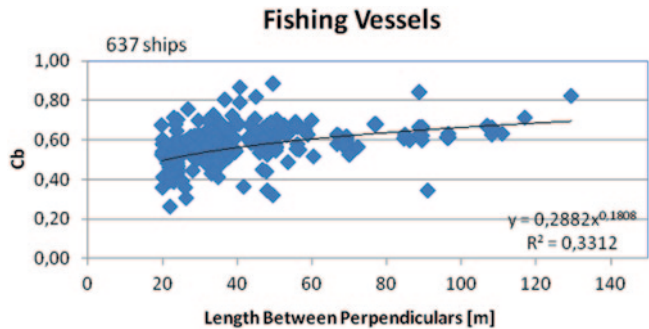 Fishing Vessels
637 ships
1,00
0,80
0,60
0,40
0,20
0,00
Cb
y = 0,2882x^0,1808
R² = 0,3312
0 20 40 60 80 100 120 140
Length Between Perpendiculars [m]